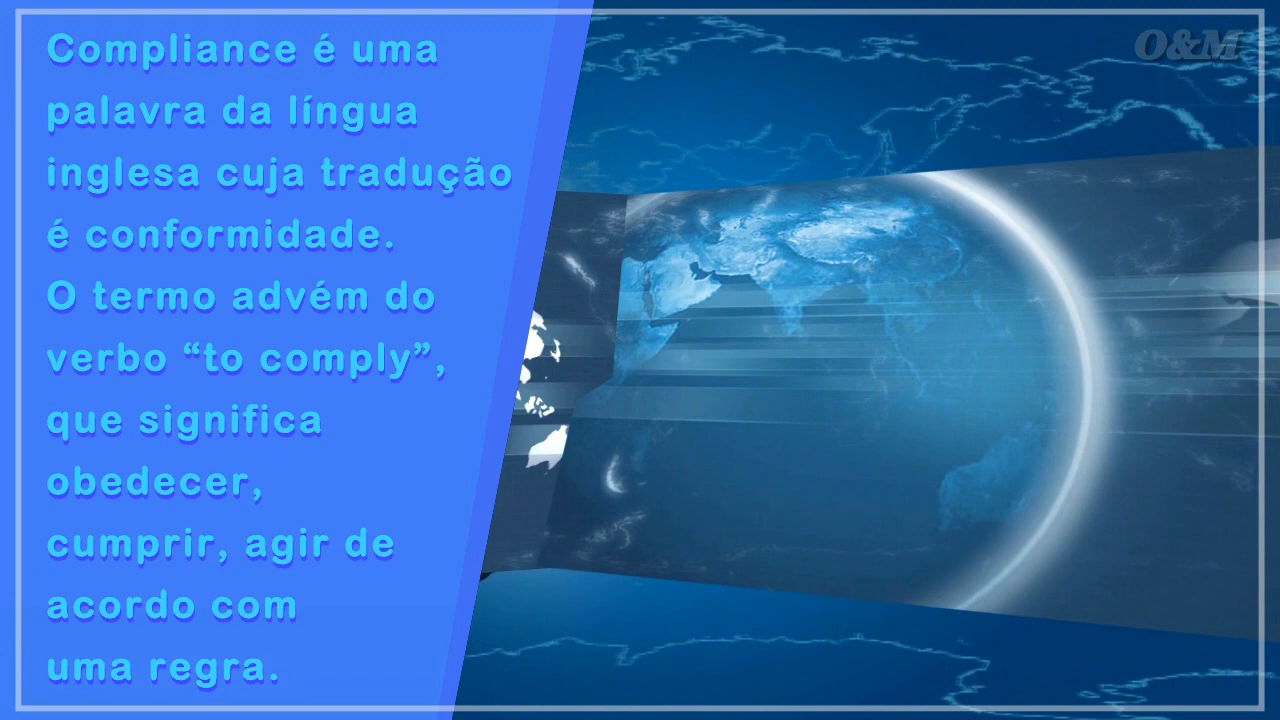 Compliance é uma
palavra da língua
inglesa cuja tradução
é conformidade.
O termo advém do
verbo “to comply”,
que significa
obedecer,
cumprir, agir de
acordo com
uma regra
O&M